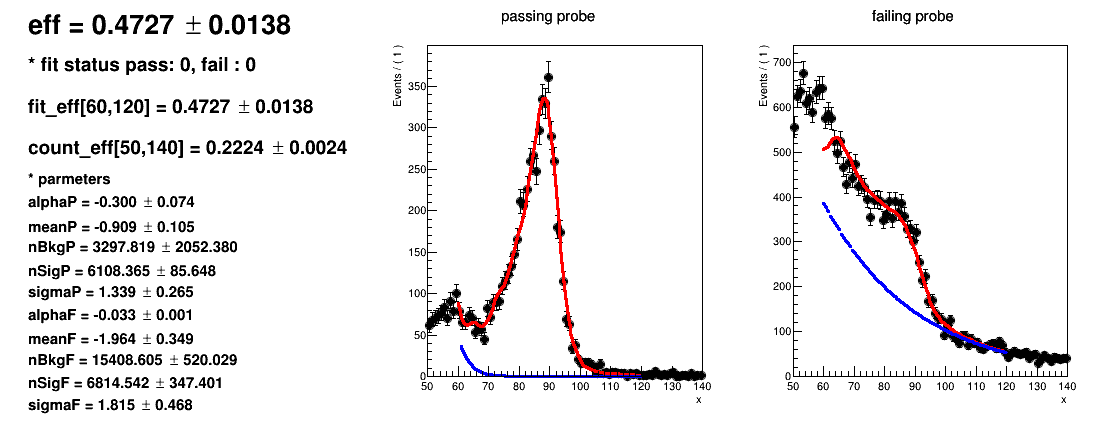 eff = 0.4727 ± 0.0138
* fit status pass: 0, fail : 0
fit_eff[60,120] = 0.4727 ± 0.0138
count_eff[50,140] = 0.2224 ± 0.0024
* parmeters
alphaP = -0.300 ± 0.074
meanP = -0.909 ± 0.105
nBkgP = 3297.819 ± 2052.380
nSigP = 6108.365 ± 85.648
sigmaP = 1.339 ± 0.265
alphaF = -0.033 ± 0.001
meanF = -1.964 ± 0.349
nBkgF = 15408.605 ± 520.029
nSigF = 6814.542 ± 347.401
sigmaF = 1.815 ± 0.468
passing probe
Events / ( 1 )
350
300
250
200
150
100
50
0
50 60 70 80 90 100 110 120 130 140
x
failing probe
Events / ( 1 )
700
600
500
400
300
200
100
0
50 60 70 80 90 100 110 120 130 140
x